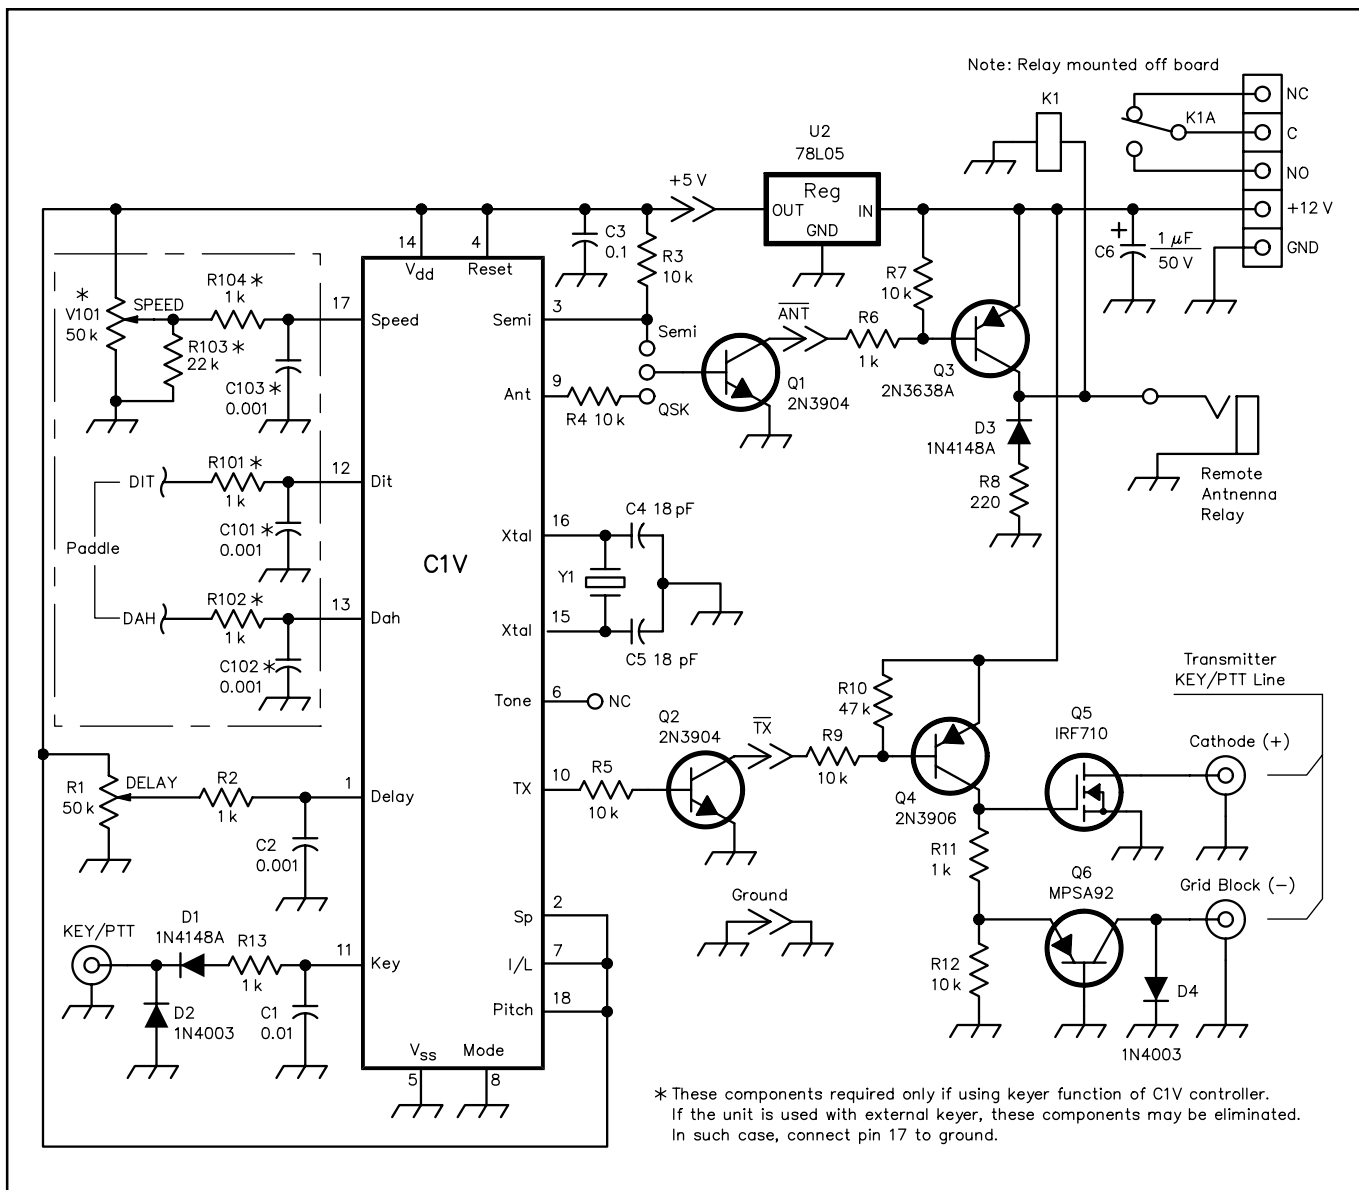 Note: Relay mounted off board
K1
NC
K1A
C
NO
+12 V
GND
U2
78L05
Reg
OUT
IN
GND
+5 V
C3
0.1
R3
10 k
14
Vdd
4
Reset
C6
+
1 µF
50 V
R7
10 k
*
V101
50 k
SPEED
R104 *
1 k
17
Speed
R103 *
22 k
C103 *
0.001
Semi
3
Semi
QSK
Ant
9
R4 10 k
ANT
Q1
2N3904
R6
1 k
Q3
2N3638A
D3
1N4148A
R8
220
Remote
Antnenna
Relay
Paddle
DIT
R101 *
1 k
12
Dit
C101 *
0.001
DAH
R102 *
1 k
13
Dah
C102 *
0.001
C1V
Xtal
16
C4 18 pF
Y1
Xtal
15
C5 18 pF
Tone
6
NC
TX
10
R5
10 k
Q2
2N3904
TX
R9
10 k
R10
47 k
Q4
2N3906
Transmitter
KEY/PTT Line
Q5
IRF710
Cathode (+)
R11
1 k
Q6
MPSA92
Grid Block (−)
R12
10 k
D4
1N4003
R1
50 k
DELAY
R2
1 k
1
Delay
C2
0.001
Ground
Sp
2
I/L
7
Pitch
18
KEY/PTT
D1
1N4148A
R13
1 k
11
Key
D2
1N4003
C1
0.01
Vss
5
Mode
8
* These components required only if using keyer function of C1V controller.
If the unit is used with external keyer, these components may be eliminated.
In such case, connect pin 17 to ground.